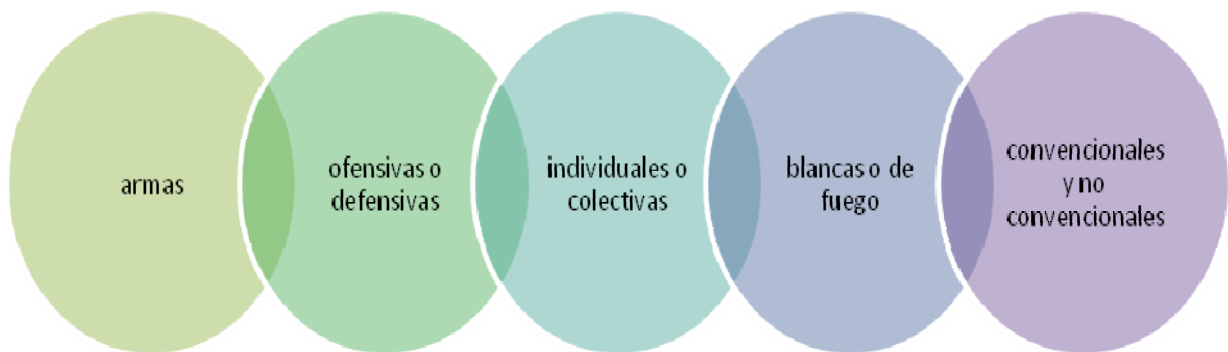 armas
ofensivas o
defensivas
individuales o
colectivas
blancas o de
fuego
convencionales
y no
convencionales